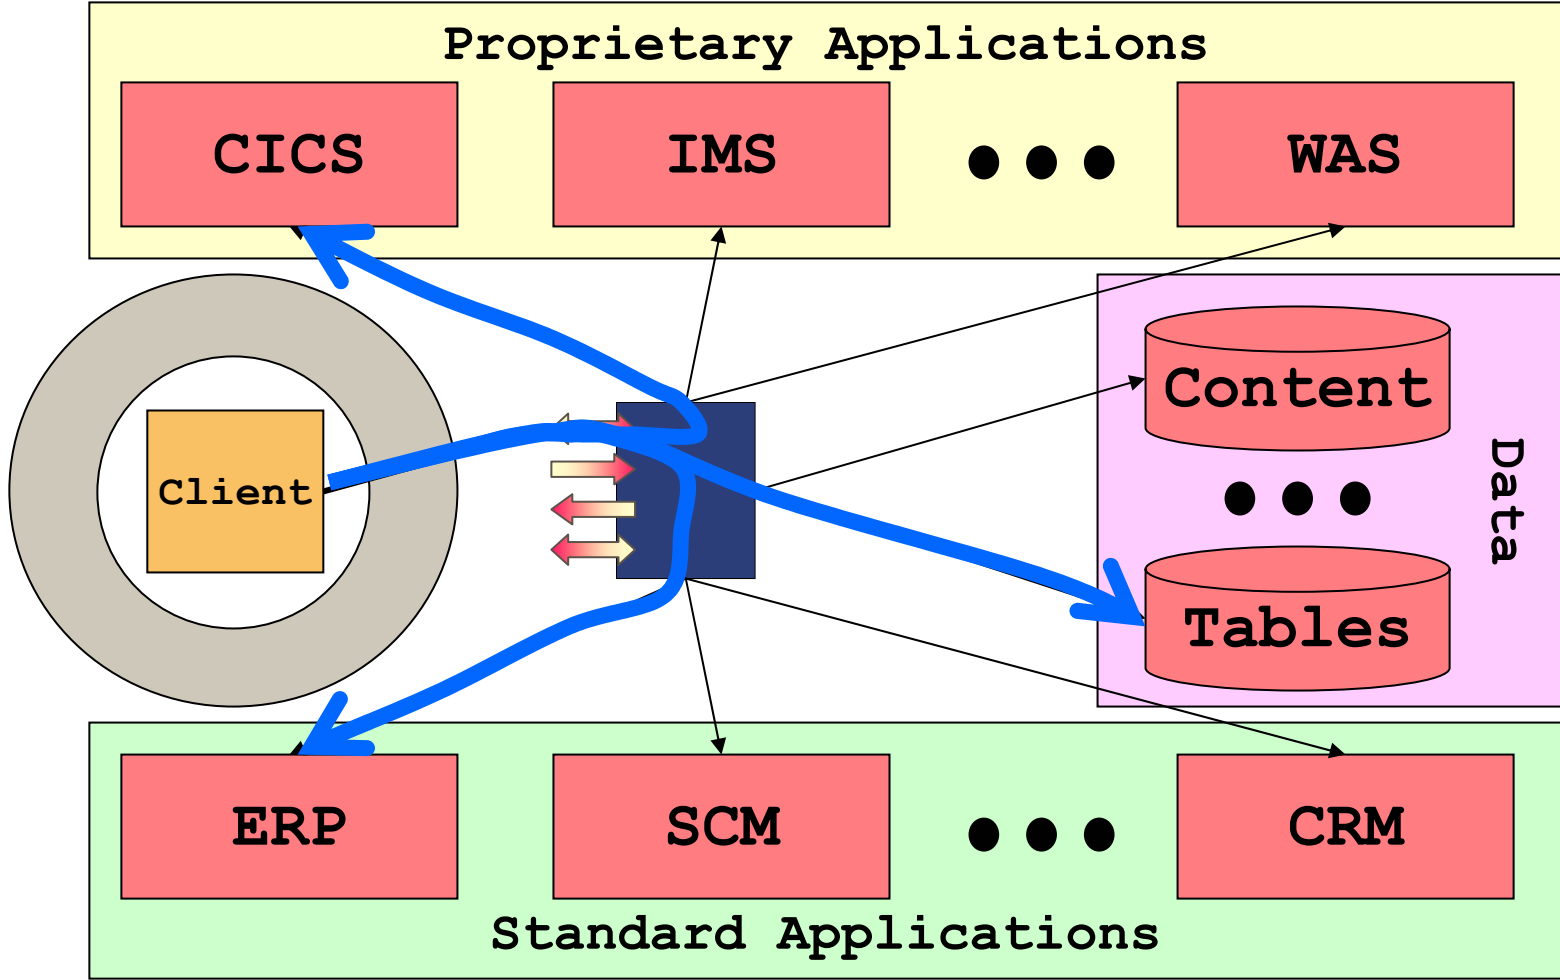 Proprietary Applications
CICS
IMS
WAS
Client
Content
Tables
Data
ERP
SCM
CRM
Standard Applications